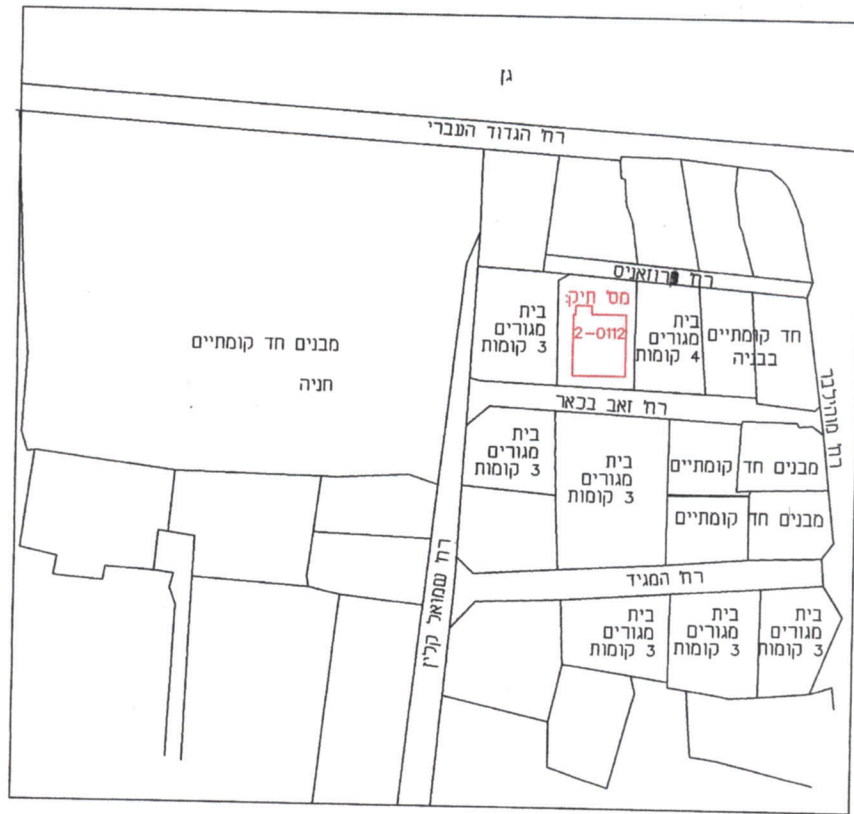 גן
רח' הגדוד העברי
רח' פרוזאניס
מס' תיק:
2-0112
בית
מגורים
3 קומות
בית
מגורים
4 קומות
חד קומתיים
בבניה
מבנים חד קומתיים
חניה
רח' זאב בכאר
רח'
בית
מגורים
3 קומות
בית
מגורים
3 קומות
מבנים חד קומתיים
מבנים חד קומתיים
רח' שמואל קליין
רח' המגיד
בית
מגורים
3 קומות
בית
מגורים
3 קומות
בית
מגורים
3 קומות